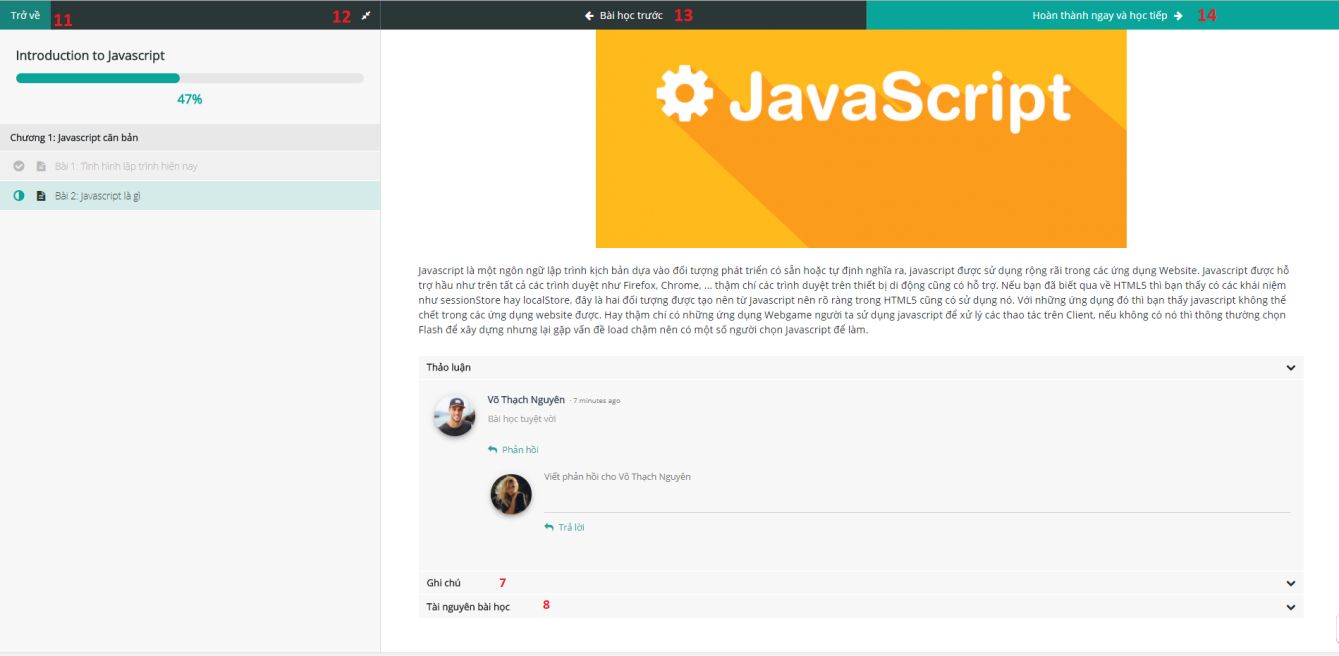 Trở về 11 12 Bài học trước 13 Hoàn thành ngay và học tiếp 14
Introduction to Javascript
47%
Chương 1: Javascript căn bản
Bài 1: Tình hình lập trình hiện nay
Bài 2: Javascript là gì
JavaScript
Javascript là một ngôn ngữ lập trình kịch bản dựa vào đối tượng phát triển có sẵn hoặc tự định nghĩa ra, javascript được sử dụng rộng rãi trong các ứng dụng Website. Javascript được hỗ
trợ hầu như trên tất cả các trình duyệt như Firefox, Chrome, ... thậm chí các trình duyệt trên thiết bị di động cũng có hỗ trợ. Nếu bạn đã biết qua về HTML5 thì bạn thấy có các khái niệm
như sessionStore hay localStore, đây là hai đối tượng được tạo nên từ Javascript nên rõ ràng trong HTML5 cũng có sử dụng nó. Với những ứng dụng đó thì bạn thấy javascript không thể
chết trong các ứng dụng website được. Hay thậm chí có những ứng dụng Webgame người ta sử dụng javascript để xử lý các thao tác trên Client, nếu không có nó thì thông thường chọn
Flash để xây dựng nhưng lại gặp vấn đề load chậm nên có một số người chọn Javascript để làm.
Thảo luận
Võ Thạch Nguyên - 7 minutes ago
Bài học tuyệt vời
Phản hồi
Viết phản hồi cho Võ Thạch Nguyên
Trả lời
Ghi chú 7
Tài nguyên bài học 8